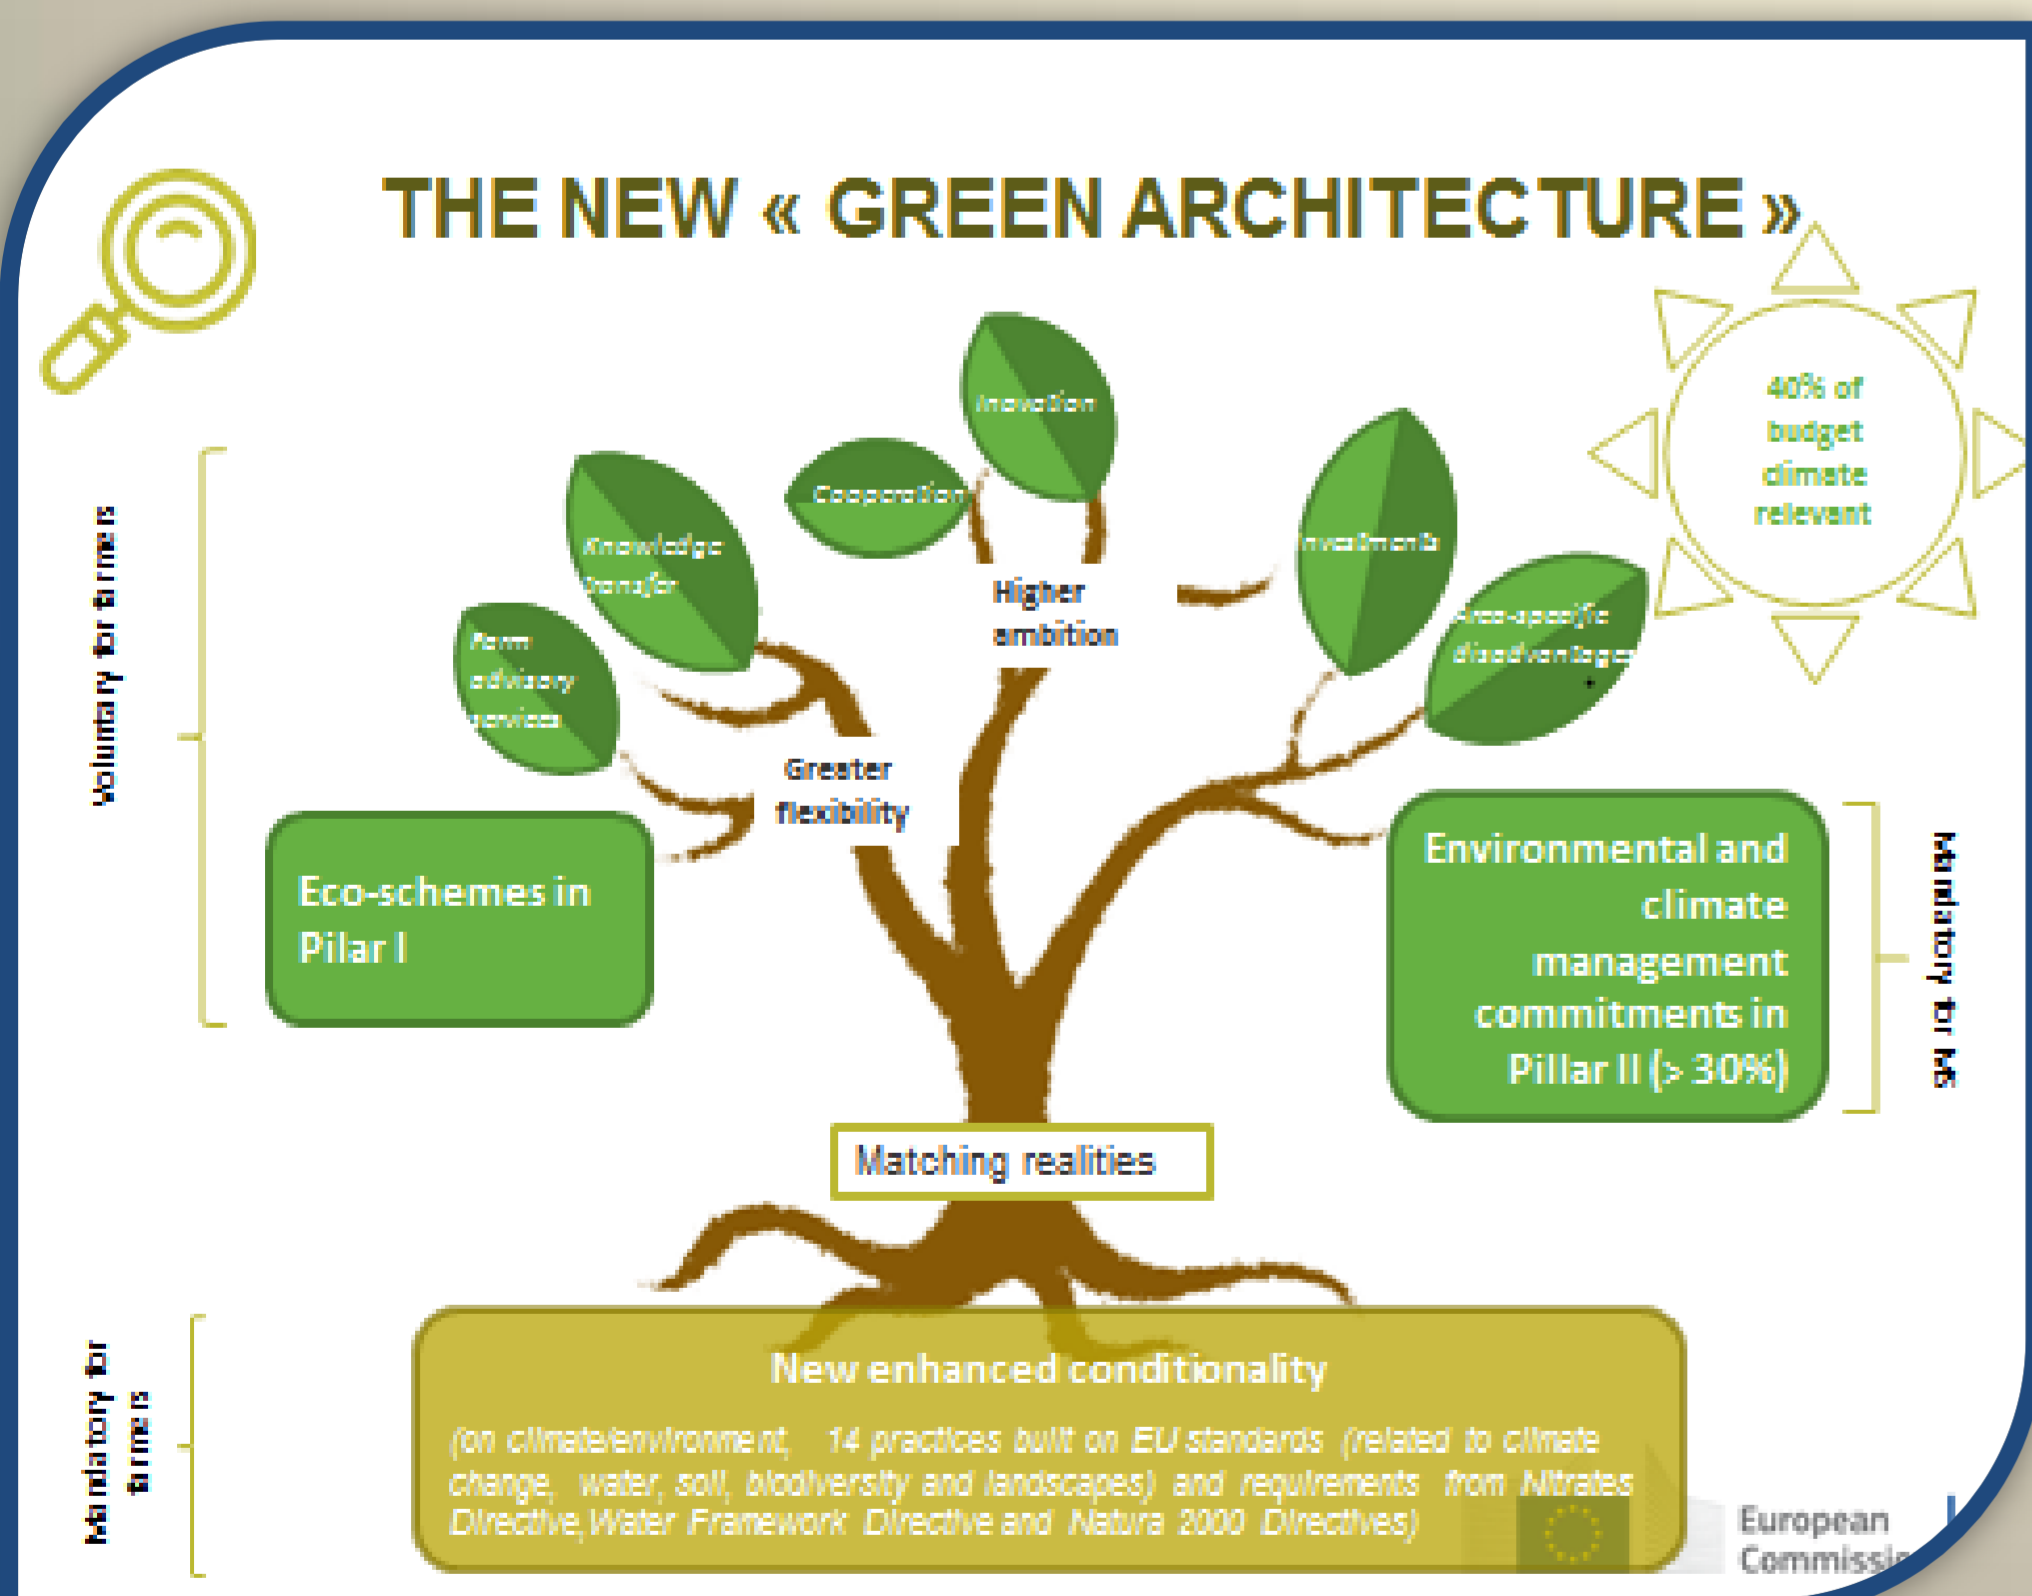 THE NEW « GREEN ARCHITECTURE »
40% of
budget
climate
relevant
Inovation
Cooperation
Knowledge
transfer
Investments
Farm
advisory
services
Area-specific
disadvantages
Higher
ambition
Greater
flexibility
Voluntary for farmers
Eco-schemes in
Pilar I
Environmental and
climate
management
commitments in
Pillar II (> 30%)
Mandatory for MS
Matching realities
Mandatory for
farmers
New enhanced conditionality
(on climate/environment, 14 practices built on EU standards (related to climate
change, water, soil, biodiversity and landscapes) and requirements from Nitrates
Directive, Water Framework Directive and Natura 2000 Directives)
European
Commissio